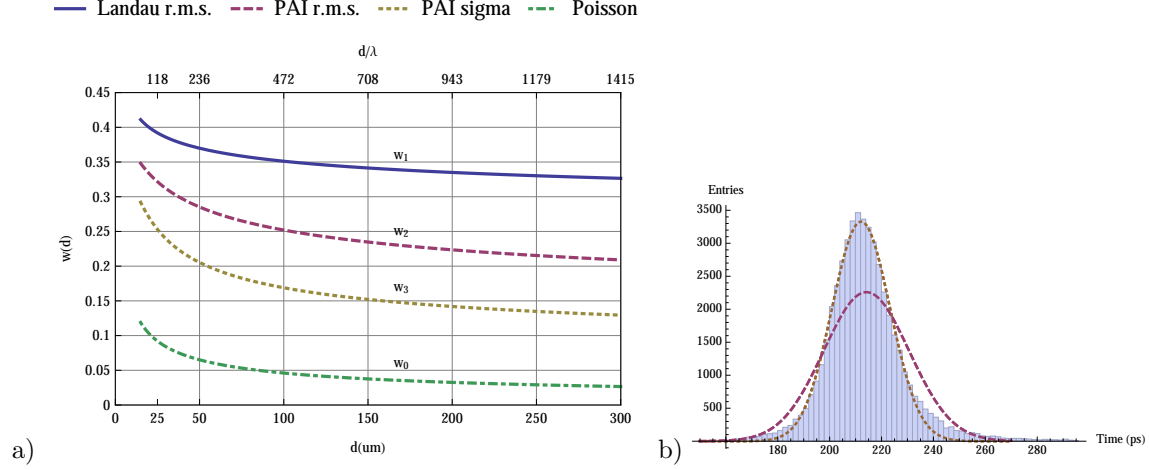 Landau r.m.s. PAI r.m.s. PAI sigma Poisson
d/λ
118 236 472 708 943 1179 1415
0.45
0.4
0.35
0.3
0.25
0.2
0.15
0.1
0.05
0
w(d)
w1
w2
w3
w0
0 25 50 100 150 200 250 300
d(um)
a)
Entries
3500
3000
2500
2000
1500
1000
500
180 200 220 240 260 280
Time (ps)
b)